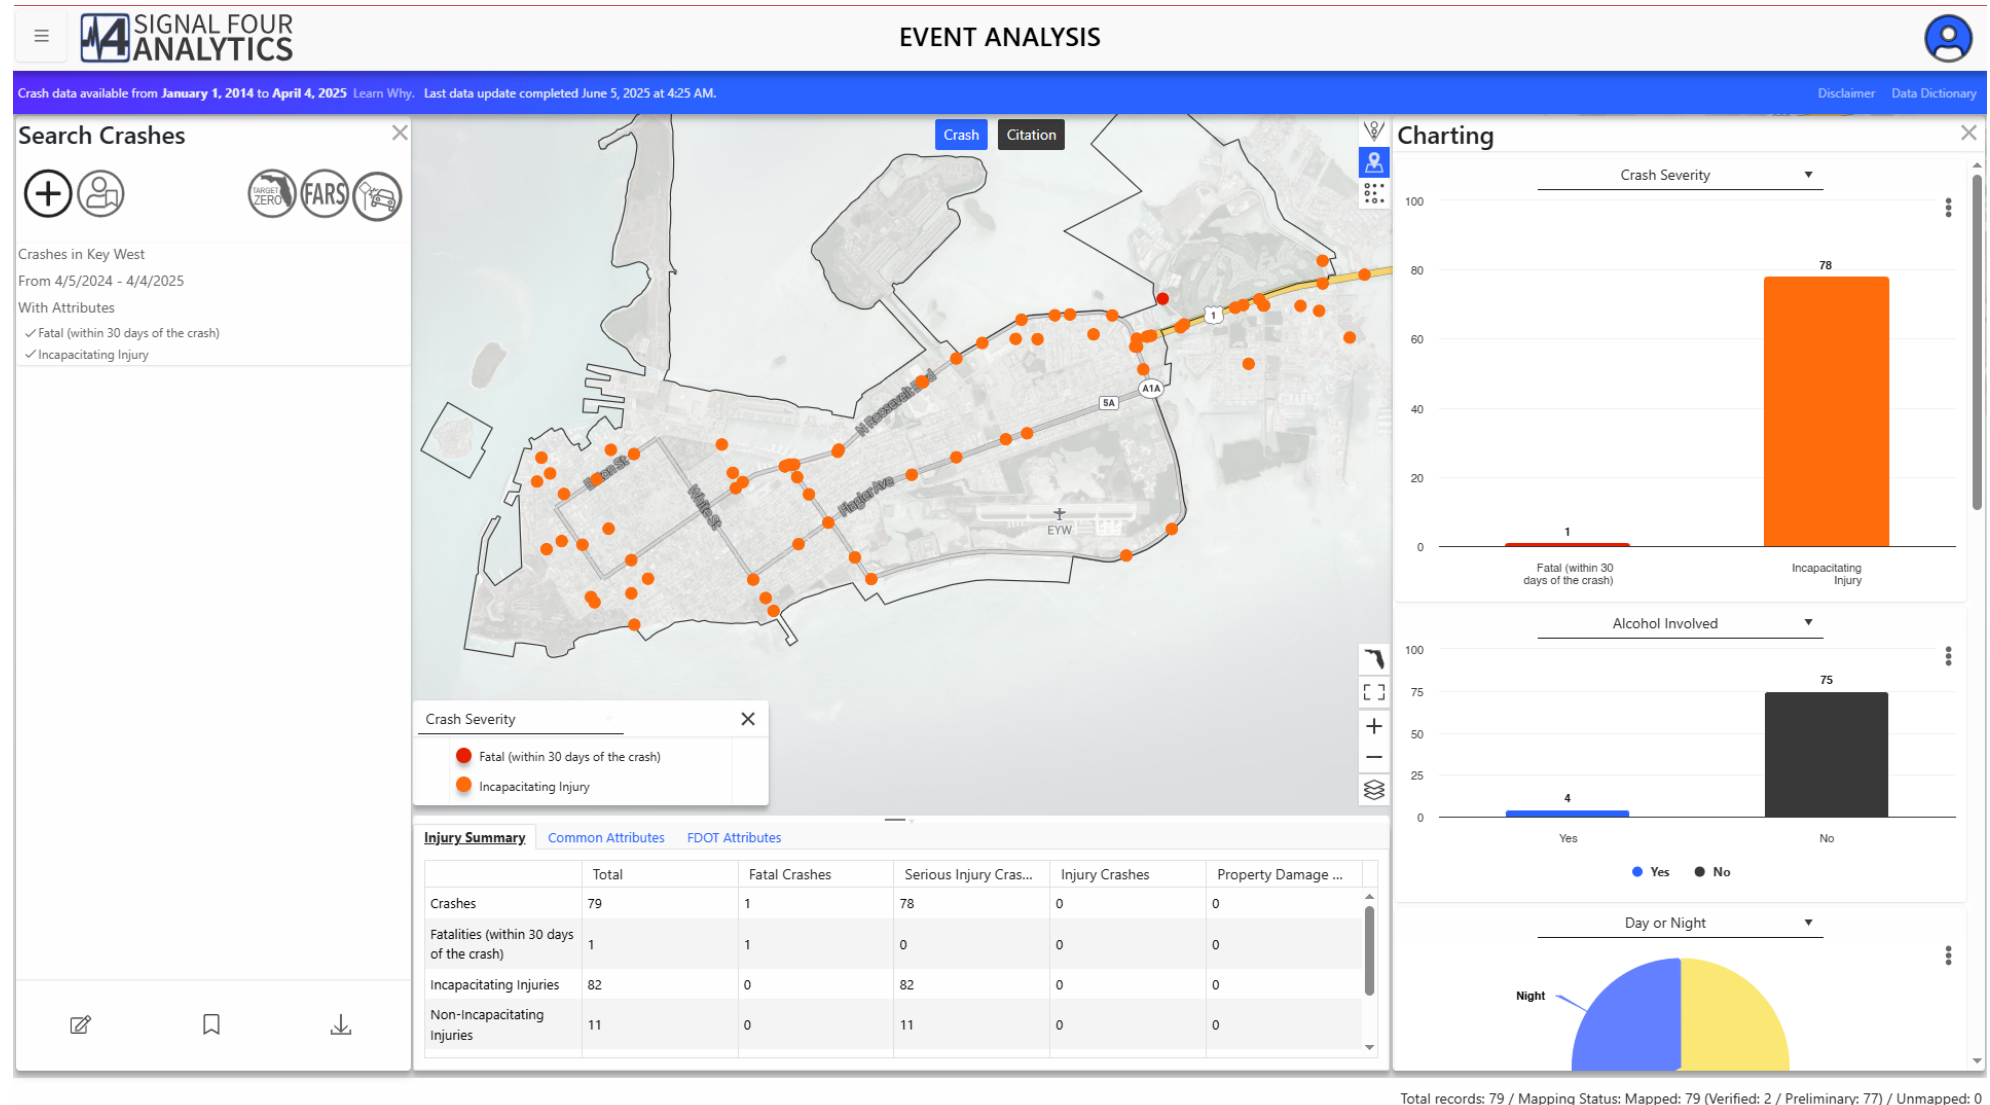 SIGNAL FOUR
ANALYTICS
EVENT ANALYSIS
Crash data available from January 1, 2014 to April 4, 2025 Learn Why. Last data update completed June 5, 2025 at 4:25 AM.
Disclaimer Data Dictionary
Search Crashes
TARGET
ZERO
FARS
Crashes in Key West
From 4/5/2024 - 4/4/2025
With Attributes
Fatal (within 30 days of the crash)
Incapacitating Injury
Crash Citation
1
N Roosevelt Blvd
A1A
5A
White St
Flagler Ave
EYW
Crash Severity
Fatal (within 30 days of the crash)
Incapacitating Injury
Injury Summary Common Attributes FDOT Attributes
Total Fatal Crashes Serious Injury Cras... Injury Crashes Property Damage ...
Crashes 79 1 78 0 0
Fatalities (within 30 days
of the crash) 1 1 0 0 0
Incapacitating Injuries 82 0 82 0 0
Non-Incapacitating
Injuries 11 0 11 0 0
Charting
Crash Severity
100
80
60
40
20
0
1
78
Fatal (within 30
days of the crash)
Incapacitating
Injury
Alcohol Involved
100
75
50
25
0
4
75
Yes No
Yes No
Day or Night
Night
Total records: 79 / Mapping Status: Mapped: 79 (Verified: 2 / Preliminary: 77) / Unmapped: 0